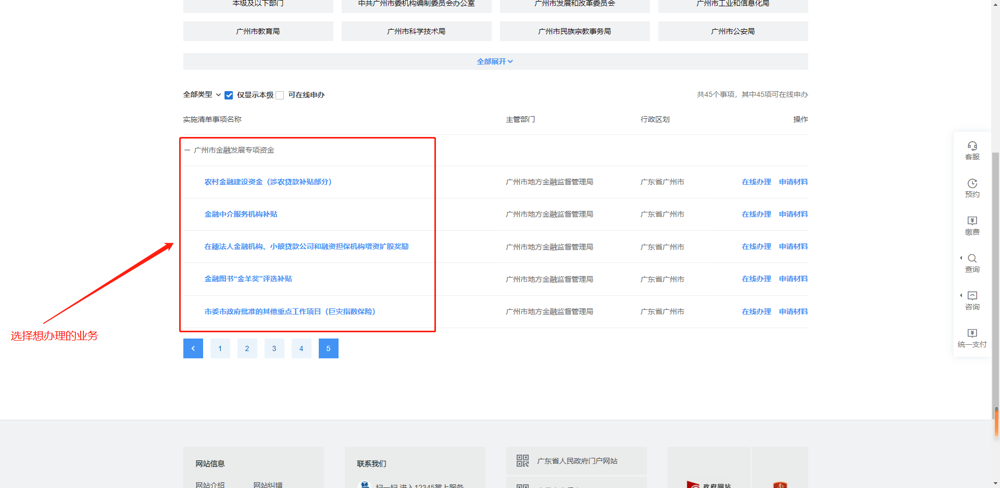 本级及以下部门
中共广州市委机构编制委员会办公室
广州市发展和改革委员会
广州市工业和信息化局
广州市教育局
广州市科学技术局
广州市民族宗教事务局
广州市公安局
全部展开
全部类型 仅显示本级 可在线申办
共45个事项，其中45项可在线申办
实施清单事项名称 主管部门 行政区划 操作
一 广州市金融发展专项资金
农村金融建设资金（涉农贷款补贴部分） 广州市地方金融监督管理局 广东省广州市 在线办理 申请材料
金融中介服务机构补贴 广州市地方金融监督管理局 广东省广州市 在线办理 申请材料
在穗法人金融机构、小额贷款公司和融资担保机构增资扩股奖励 广州市地方金融监督管理局 广东省广州市 在线办理 申请材料
金融图书“金羊奖”评选补贴 广州市地方金融监督管理局 广东省广州市 在线办理 申请材料
市委市政府批准的其他重点工作项目（巨灾指数保险） 广州市地方金融监督管理局 广东省广州市 在线办理 申请材料
选择想办理的业务
1 2 3 4 5
客服
预约
缴费
查询
咨询
统一支付
网站信息
网站介绍 网站纠错
联系我们
扫一扫 进入12345掌上服务
广东省人民政府门户网站
政府网站